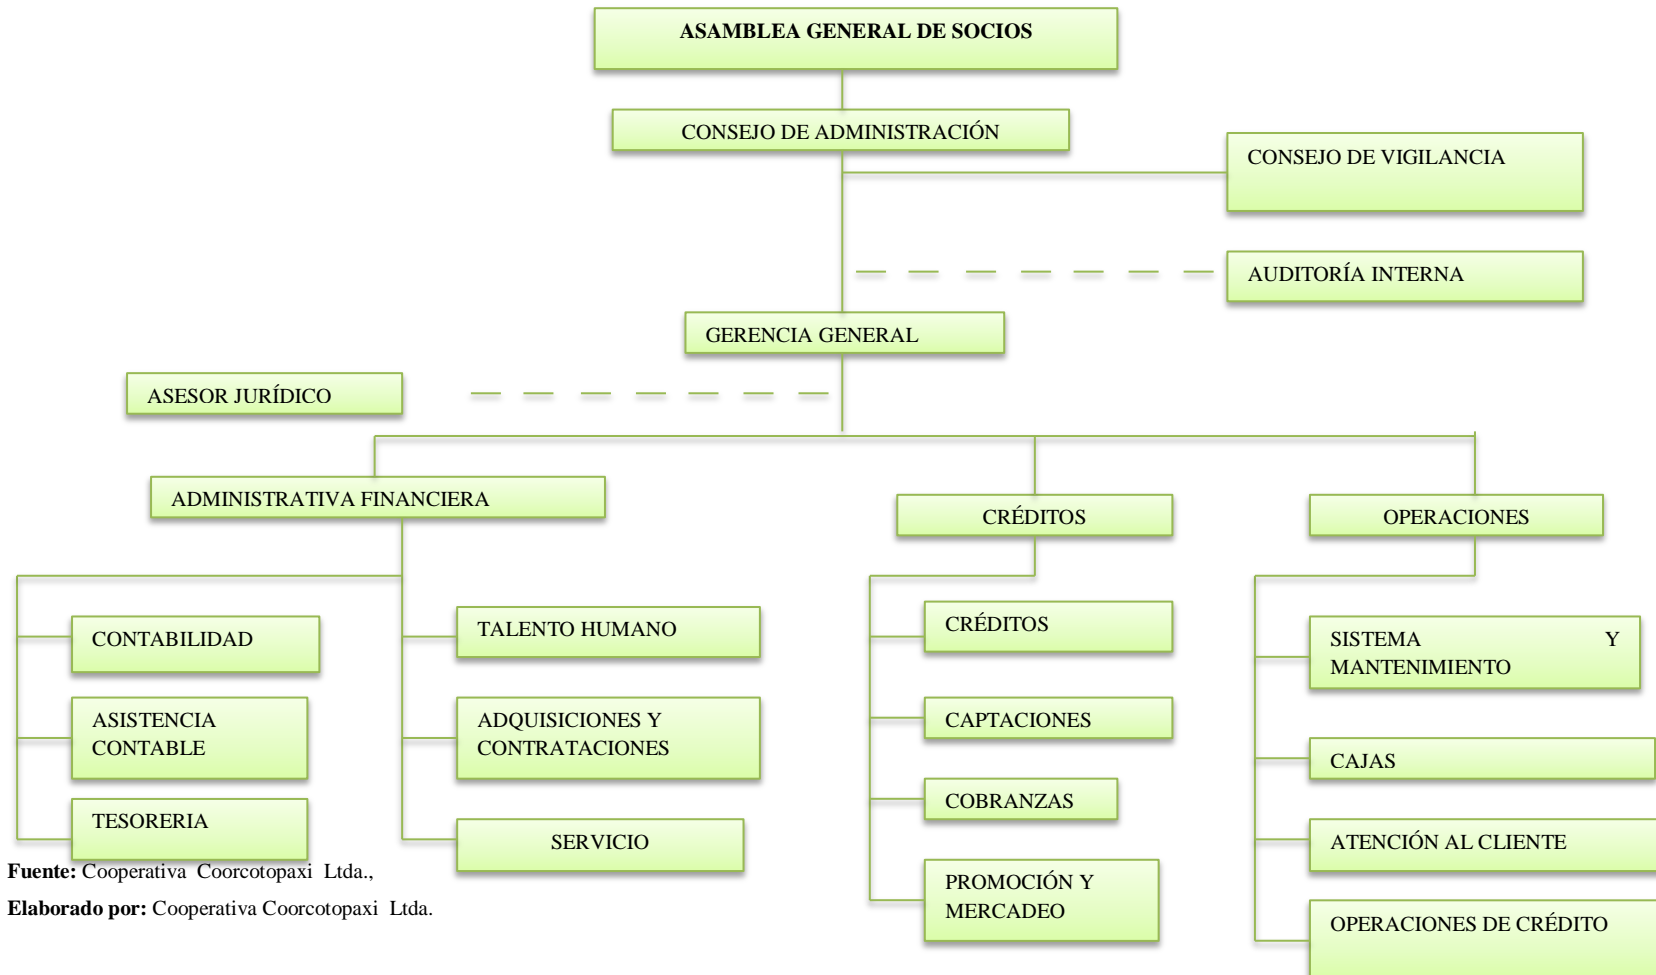 ASAMBLEA GENERAL DE SOCIOS
CONSEJO DE ADMINISTRACIÓN
CONSEJO DE VIGILANCIA
AUDITORÍA INTERNA
GERENCIA GENERAL
ASESOR JURÍDICO
ADMINISTRATIVA FINANCIERA
CRÉDITOS
OPERACIONES
CONTABILIDAD
ASISTENCIA
CONTABLE
TESORERIA
TALENTO HUMANO
ADQUISICIONES Y
CONTRATACIONES
SERVICIO
CRÉDITOS
CAPTACIONES
COBRANZAS
PROMOCIÓN Y
MERCADEO
SISTEMA Y
MANTENIMIENTO
CAJAS
ATENCIÓN AL CLIENTE
OPERACIONES DE CRÉDITO
Fuente: Cooperativa Coorcotopaxi Ltda.,
Elaborado por: Cooperativa Coorcotopaxi Ltda.